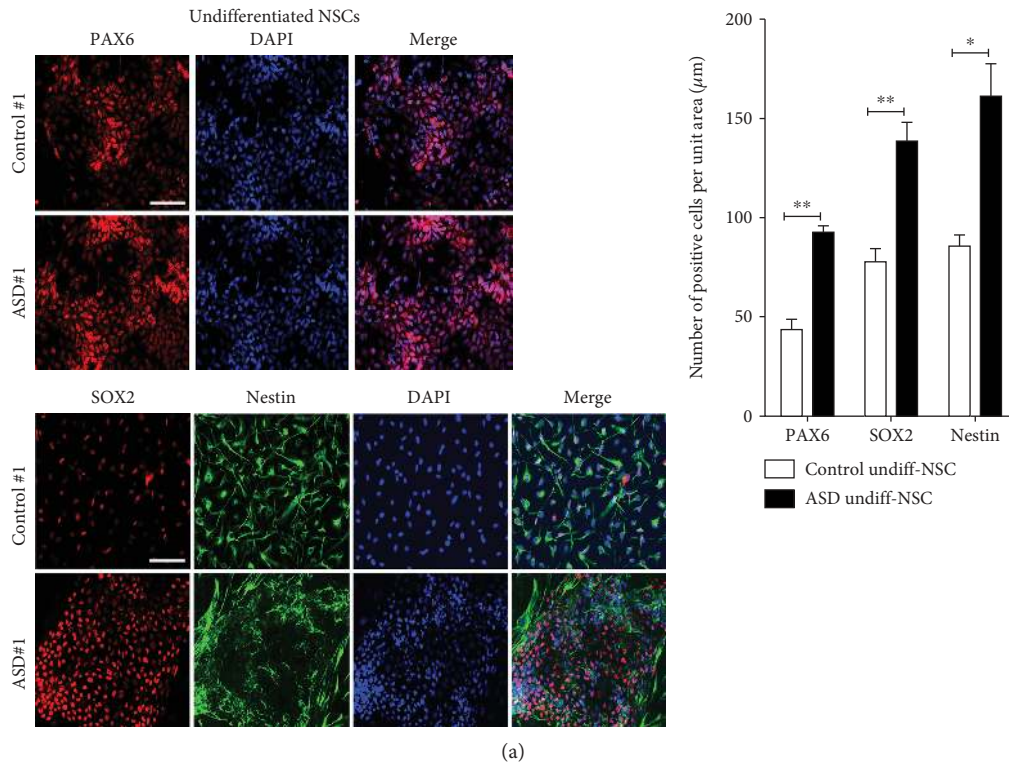 Undifferentiated NSCs
PAX6 DAPI Merge
Control #1
ASD#1
SOX2 Nestin DAPI Merge
Control #1
ASD#1
Number of positive cells per unit area (μm)
200
150
100
50
0
**
**
*
PAX6 SOX2 Nestin
Control undiff-NSC
ASD undiff-NSC
(a)